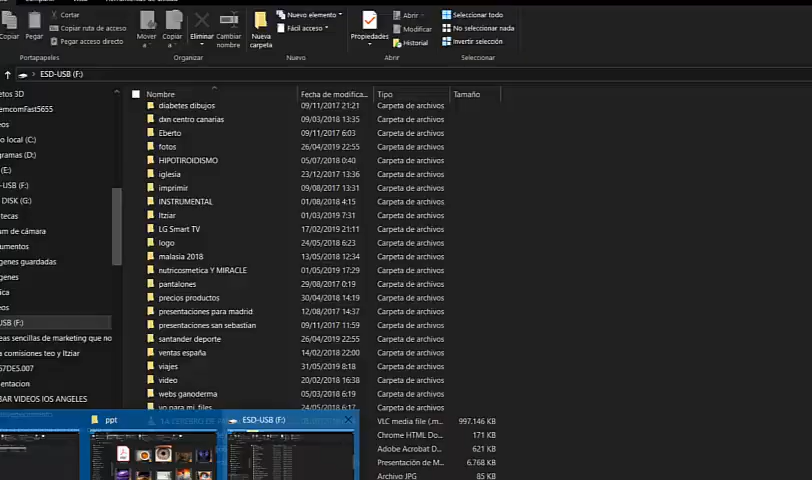 Cortar
Copiar ruta de acceso
Pegar acceso directo
Copiar
Pegar
Portapapeles
Mover a
Copiar a
Eliminar
Cambiar nombre
Organizar
Nueva carpeta
Nuevo elemento
Fácil acceso
Nuevo
Propiedades
Abrir
Modificar
Historial
Abrir
Seleccionar todo
No seleccionar nada
Invertir selección
Seleccionar
ESD-USB (F:)
etos 3D
emcomFast5655
eos
o local (C:)
gramas (D:)
(E:)
-USB (F:)
DISK (G:)
otecas
um de cámara
umentos
ágenes guardadas
genes
ica
eos
USB (F:)
eas sencillas de marketing que no
a comisiones teo y Itziar
57DE5.007
entacion
BAR VIDEOS lOS ANGELES
Nombre Fecha de modifica... Tipo Tamaño
diabetes dibujos 09/11/2017 21:21 Carpeta de archivos
dxn centro canarias 09/03/2018 13:35 Carpeta de archivos
Eberto 09/11/2017 6:03 Carpeta de archivos
fotos 26/04/2019 22:55 Carpeta de archivos
HIPOTIROIDISMO 05/07/2018 0:40 Carpeta de archivos
iglesia 23/12/2017 13:36 Carpeta de archivos
imprimir 09/08/2017 13:31 Carpeta de archivos
INSTRUMENTAL 01/08/2018 4:15 Carpeta de archivos
Itziar 01/03/2019 7:31 Carpeta de archivos
LG Smart TV 17/02/2019 21:11 Carpeta de archivos
logo 24/05/2018 6:23 Carpeta de archivos
malasia 2018 13/05/2018 12:34 Carpeta de archivos
nutricosmetica Y MIRACLE 01/05/2019 17:29 Carpeta de archivos
pantalones 29/08/2017 0:19 Carpeta de archivos
precios productos 30/04/2018 14:19 Carpeta de archivos
presentaciones para madrid 12/08/2017 14:37 Carpeta de archivos
presentaciones san sebastian 09/11/2017 11:59 Carpeta de archivos
santander deporte 26/04/2019 22:55 Carpeta de archivos
ventas españa 14/02/2018 22:00 Carpeta de archivos
viajes 31/05/2019 8:18 Carpeta de archivos
video 20/02/2018 16:38 Carpeta de archivos
webs ganoderma 05/03/2018 6:19 Carpeta de archivos
yo para mi_files 24/05/2018 6:17 Carpeta de archivos
VLC media file (.m... 997.146 KB
Chrome HTML Do... 171 KB
Adobe Acrobat D... 621 KB
Presentación de M... 6.768 KB
Archivo JPG 85 KB
ppt
ESD-USB (F:)